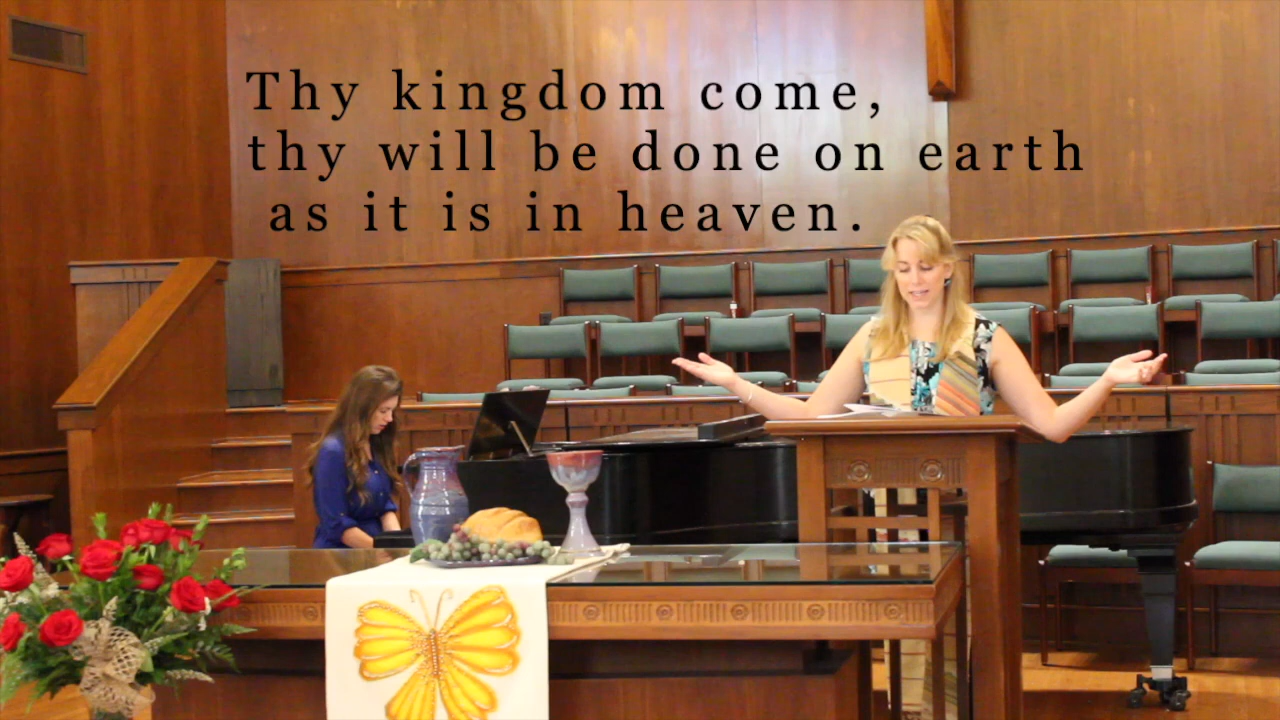 Thy kingdom come,
thy will be done on earth
as it is in heaven.